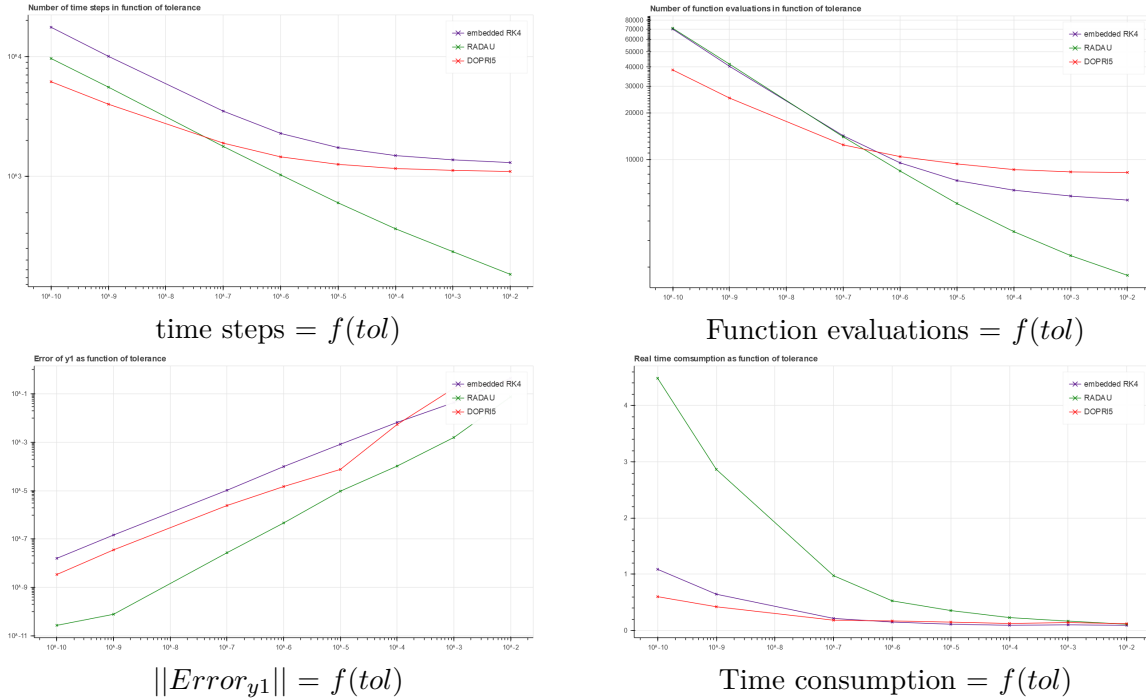 Number of time steps in function of tolerance
10^4
10^3
embedded RK4
RADAU
DOPRI5
10^-10 10^-9 10^-8 10^-7 10^-6 10^-5 10^-4 10^-3 10^-2
time steps = f(tol)
Number of function evaluations in function of tolerance
80000
70000
60000
50000
40000
30000
20000
10000
embedded RK4
RADAU
DOPRI5
10^-10 10^-9 10^-8 10^-7 10^-6 10^-5 10^-4 10^-3 10^-2
Function evaluations = f(tol)
Error of y1 as function of tolerance
10^-1
10^-3
10^-5
10^-7
10^-9
10^-11
embedded RK4
RADAU
DOPRI5
10^-10 10^-9 10^-8 10^-7 10^-6 10^-5 10^-4 10^-3 10^-2
||Error_{y1}|| = f(tol)
Real time comsumption as function of tolerance
4
3
2
1
0
embedded RK4
RADAU
DOPRI5
10^-10 10^-9 10^-8 10^-7 10^-6 10^-5 10^-4 10^-3 10^-2
Time consumption = f(tol)